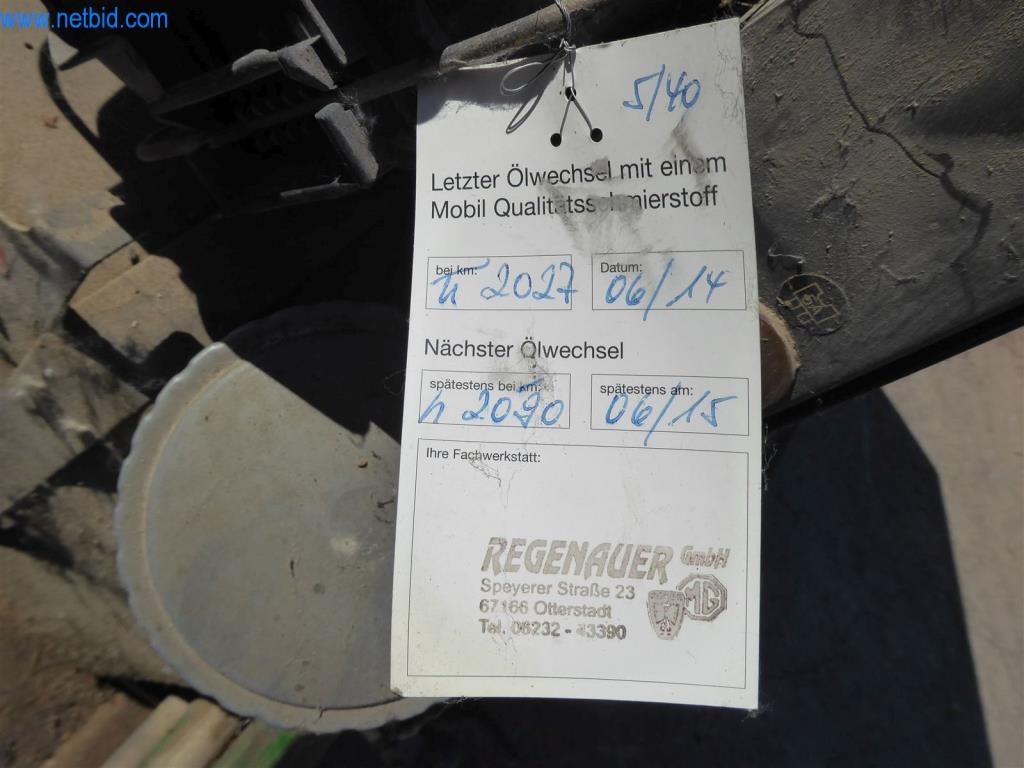 www.netbid.com
5/40
Letzter Ölwechsel mit einem
Mobil Qualitätsschmierstoff
bei km:
h 2027
Datum:
06/14
Nächster Ölwechsel
spätestens bei km:
h 2090
spätestens am:
06/15
Ihre Fachwerkstatt:
REGENAUER GmbH
Speyerer Straße 23
67166 Otterstadt
Tel. 06232 - 43390
MG